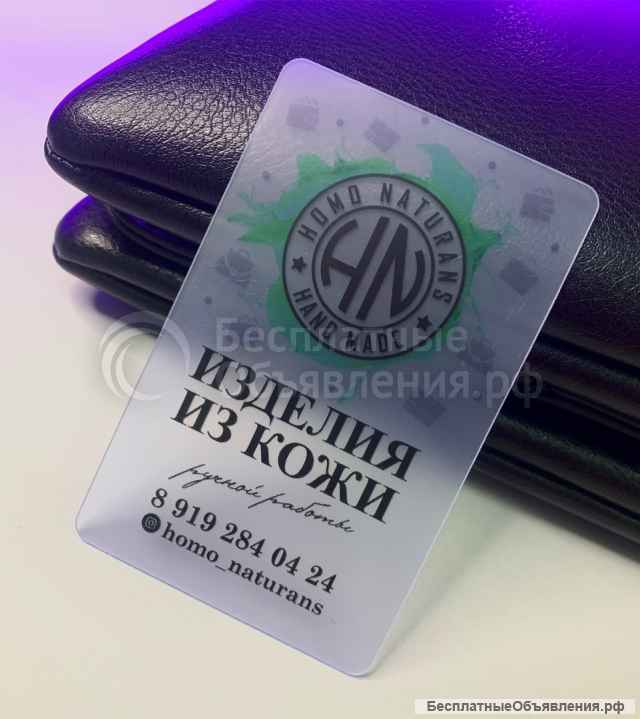 HOMO NATURANS
HN
HAND MADE
Бесплатные
Объявления.рф
ИЗДЕЛИЯ
ИЗ КОЖИ
ручной работы
8 919 284 04 24
homo_naturans
БесплатныеОбъявления.рф